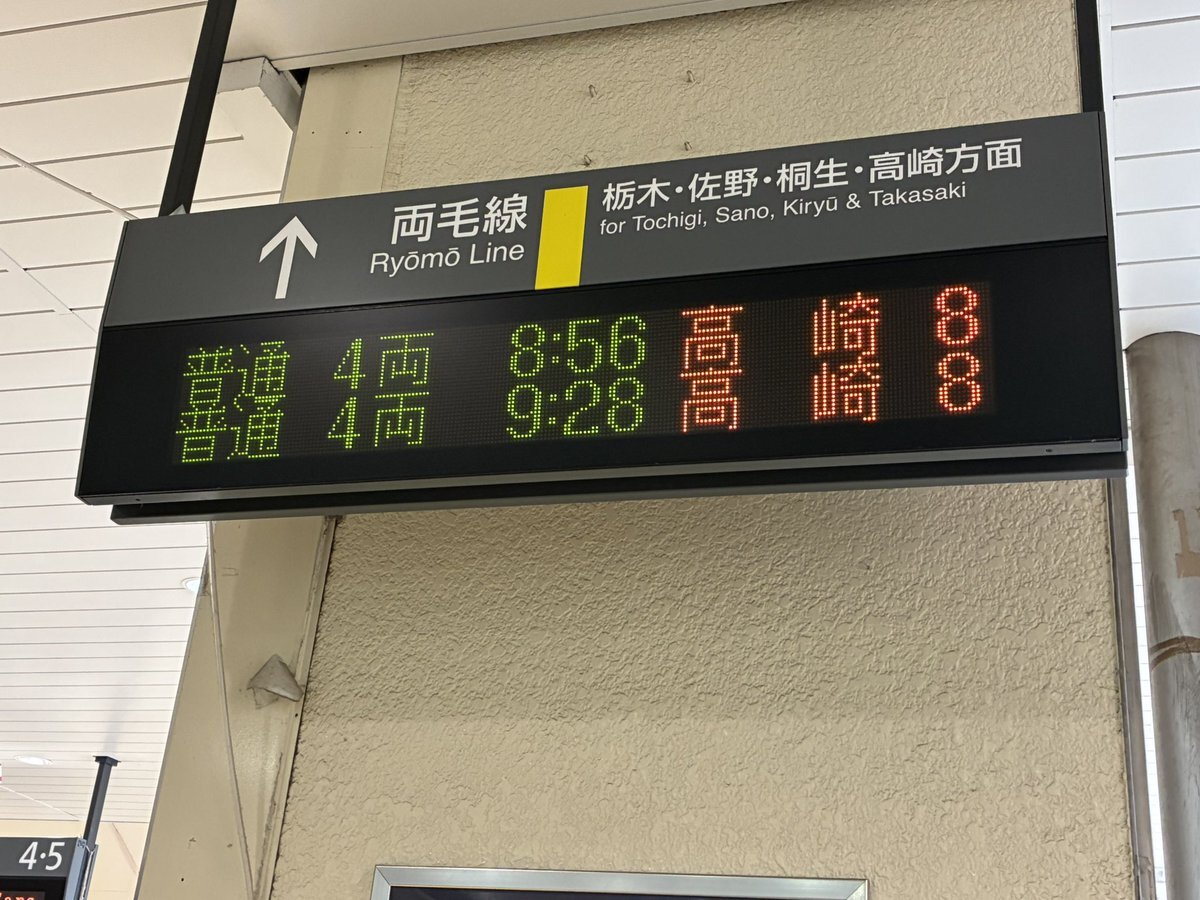 両毛線
Ryōmō Line
栃木・佐野・桐生・高崎方面
for Tochigi, Sano, Kiryū & Takasaki
普通 4両 8:56 高崎 8
普通 4両 9:28 高崎 8
4·5